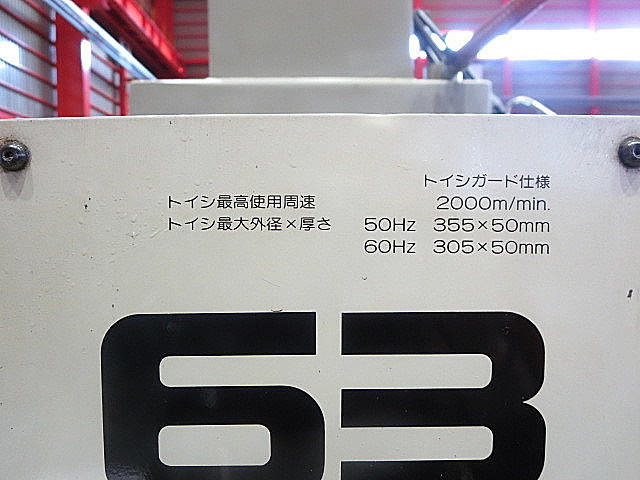 トイシガード仕様
トイシ最高使用周速 2000m/min.
トイシ最大外径×厚さ 50Hz 355×50mm
60Hz 305×50mm
63